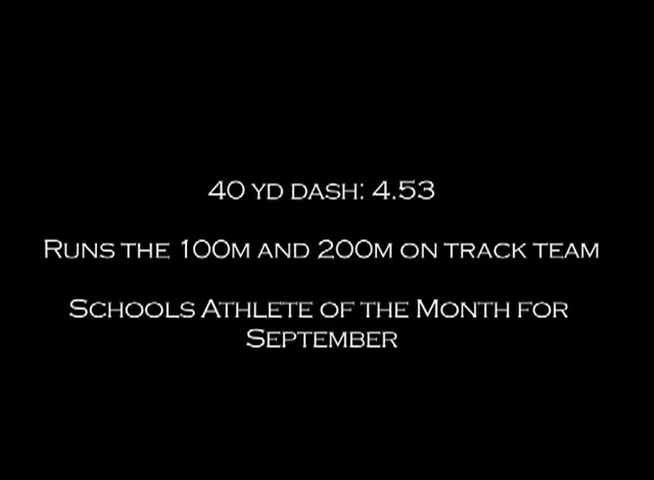 40 YD DASH: 4.53
RUNS THE 100M AND 200M ON TRACK TEAM
SCHOOLS ATHLETE OF THE MONTH FOR
SEPTEMBER